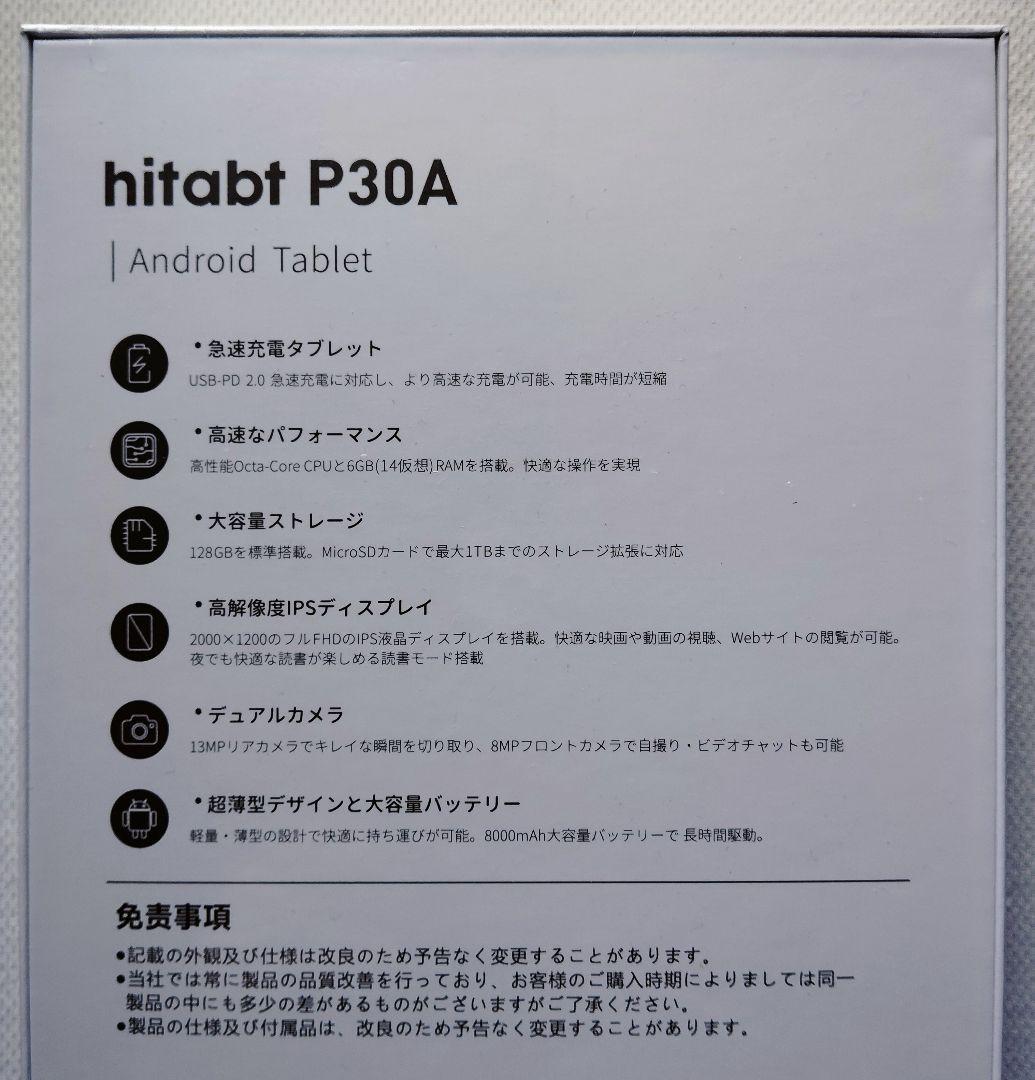 hitabt P30A
| Android Tablet
•急速充電タブレット
USB-PD 2.0 急速充電に対応し、より高速な充電が可能、充電時間が短縮
•高速なパフォーマンス
高性能Octa-Core CPUと6GB(14仮想)RAMを搭載。快適な操作を実現
•大容量ストレージ
128GBを標準搭載。MicroSDカードで最大1TBまでのストレージ拡張に対応
•高解像度IPSディスプレイ
2000×1200のフルFHDのIPS液晶ディスプレイを搭載。快適な映画や動画の視聴、Webサイトの閲覧が可能。
夜でも快適な読書が楽しめる読書モード搭載
•デュアルカメラ
13MPリアカメラでキレイな瞬間を切り取り、8MPフロントカメラで自撮り・ビデオチャットも可能
•超薄型デザインと大容量バッテリー
軽量・薄型の設計で快適に持ち運びが可能。8000mAh大容量バッテリーで 長時間駆動。
免责事項
●記載の外観及び仕様は改良のため予告なく変更することがあります。
●当社では常に製品の品質改善を行っており、お客様のご購入時期によりましては同一
製品の中にも多少の差があるものがございますがご了承ください。
●製品の仕様及び付属品は、改良のため予告なく変更することがあります。